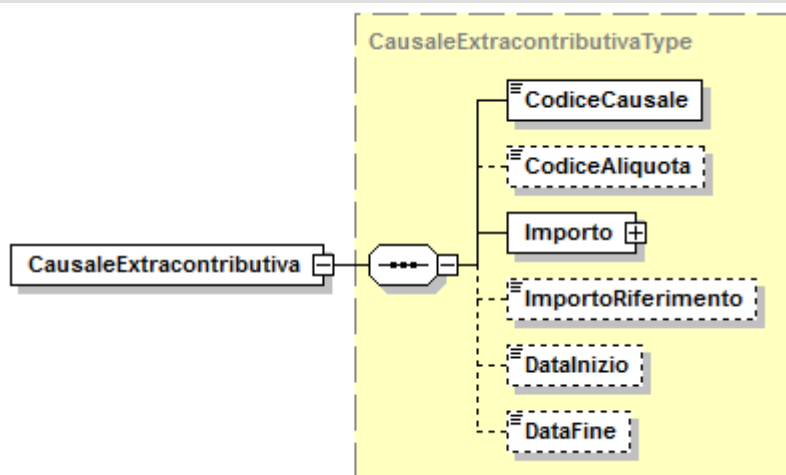 CausaleExtracontributivaType
CodiceCausale
CodiceAliquota
Importo
CausaleExtracontributiva
ImportoRiferimento
DataInizio
DataFine